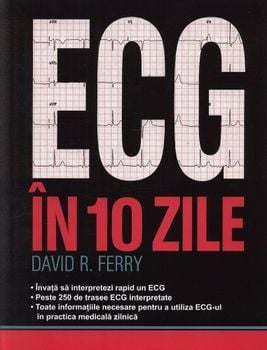 ECG
ÎN 10 ZILE
DAVID R. FERRY
• Învață să interpretezi rapid un ECG
• Peste 250 de trasee ECG interpretate
• Toate informațiile necesare pentru a utiliza ECG-ul
în practica medicală zilnică